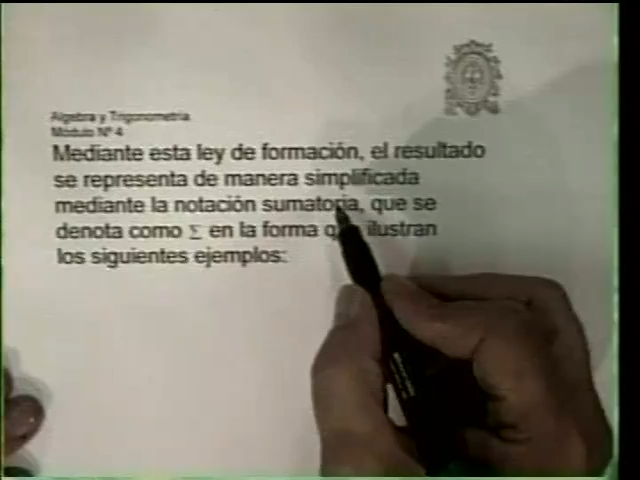 Algebra y Trigonometría
Módulo Nº 4
Mediante esta ley de formación, el resultado
se representa de manera simplificada
mediante la notación sumatoria, que se
denota como Σ en la forma que ilustran
los siguientes ejemplos: